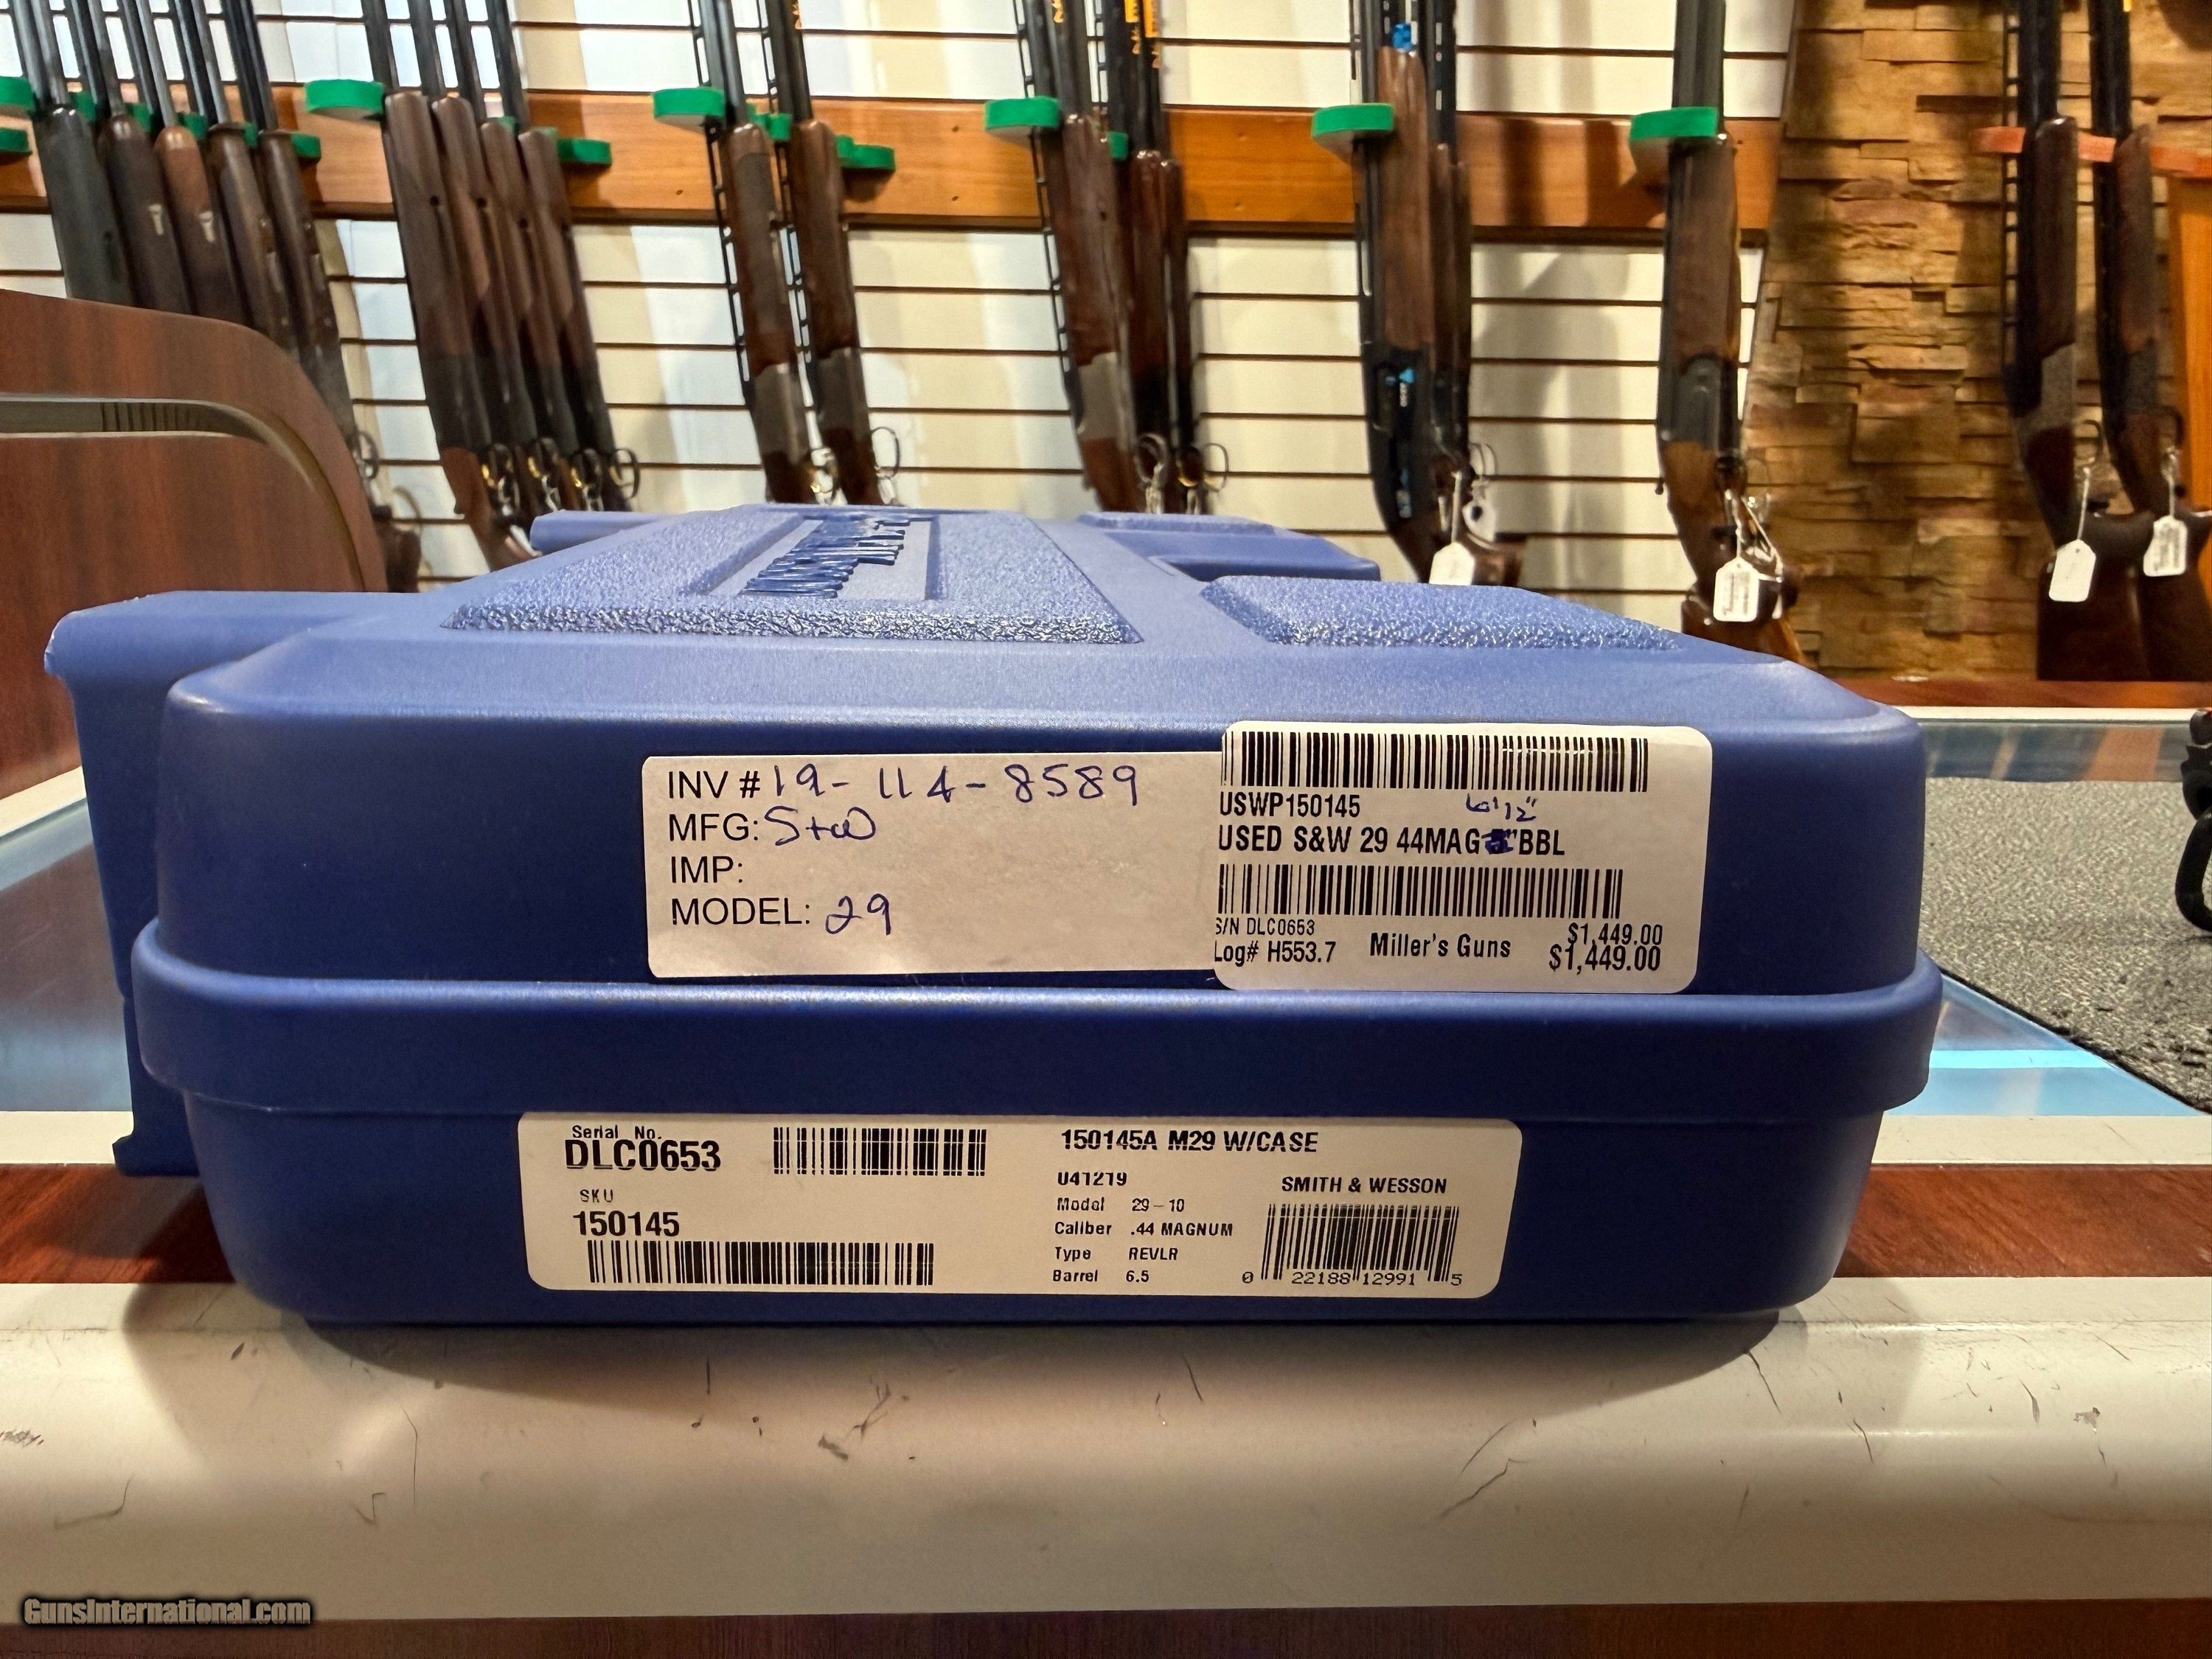 INV # 19-114-8589
MFG: S+W
IMP:
MODEL: 29
USWP150145
6 1/2"
USED S&W 29 44MAG "BBL
S/N DLC0653
Log# H553.7
Miller's Guns
$1,449.00
$1,449.00
Serial No.
DLC0653
SKU
150145
150145A M29 W/CASE
U41219
Model 29-10
Caliber .44 MAGNUM
Type REVLR
Barrel 6.5
SMITH & WESSON
0 22188 12991 5
GunsInternational.com